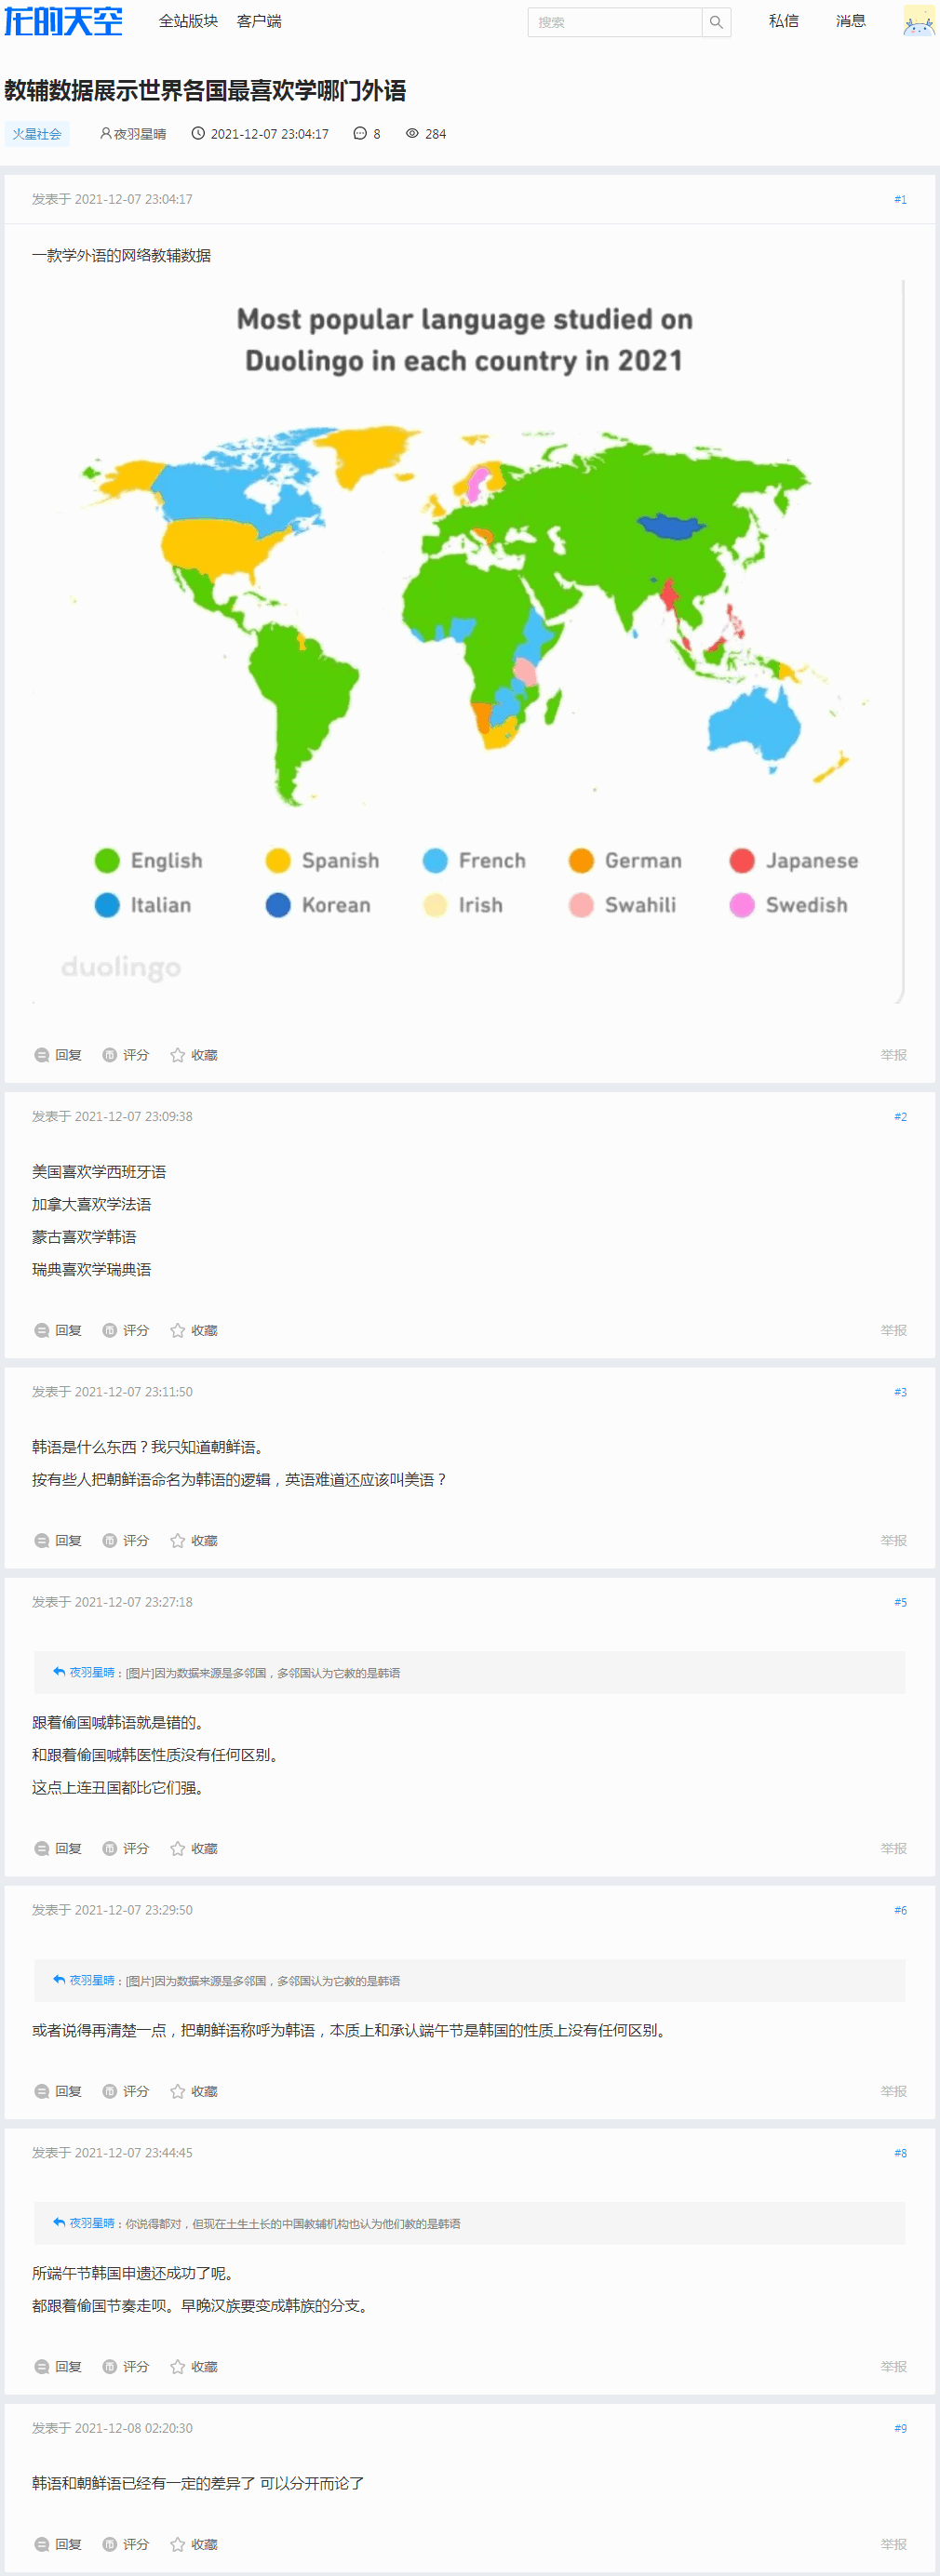 龙的天空 全站版块 客户端 搜索 私信 消息
教辅数据展示世界各国最喜欢学哪门外语
火星社会 夜羽星晴 2021-12-07 23:04:17 8 284
发表于 2021-12-07 23:04:17 #1
一款学外语的网络教辅数据
Most popular language studied on
Duolingo in each country in 2021
English Spanish French German Japanese
Italian Korean Irish Swahili Swedish
duolingo
回复 评分 收藏 举报
发表于 2021-12-07 23:09:38 #2
美国喜欢学西班牙语
加拿大喜欢学法语
蒙古喜欢学韩语
瑞典喜欢学瑞典语
回复 评分 收藏 举报
发表于 2021-12-07 23:11:50 #3
韩语是什么东西？我只知道朝鲜语。
按有些人把朝鲜语命名为韩语的逻辑，英语难道还应该叫美语？
回复 评分 收藏 举报
发表于 2021-12-07 23:27:18 #5
夜羽星晴：[图片]因为数据来源是多邻国，多邻国认为它教的是韩语
跟着偷国喊韩语就是错的。
和跟着偷国喊韩医性质没有任何区别。
这点上连丑国都比它们强。
回复 评分 收藏 举报
发表于 2021-12-07 23:29:50 #6
夜羽星晴：[图片]因为数据来源是多邻国，多邻国认为它教的是韩语
或者说得再清楚一点，把朝鲜语称呼为韩语，本质上和承认端午节是韩国的性质上没有任何区别。
回复 评分 收藏 举报
发表于 2021-12-07 23:44:45 #8
夜羽星晴：你说得都对，但现在土生土长的中国教辅机构也认为他们教的是韩语
所端午节韩国申遗还成功了呢。
都跟着偷国节奏走呗。早晚汉族要变成韩族的分支。
回复 评分 收藏 举报
发表于 2021-12-08 02:20:30 #9
韩语和朝鲜语已经有一定的差异了 可以分开而论了
回复 评分 收藏 举报